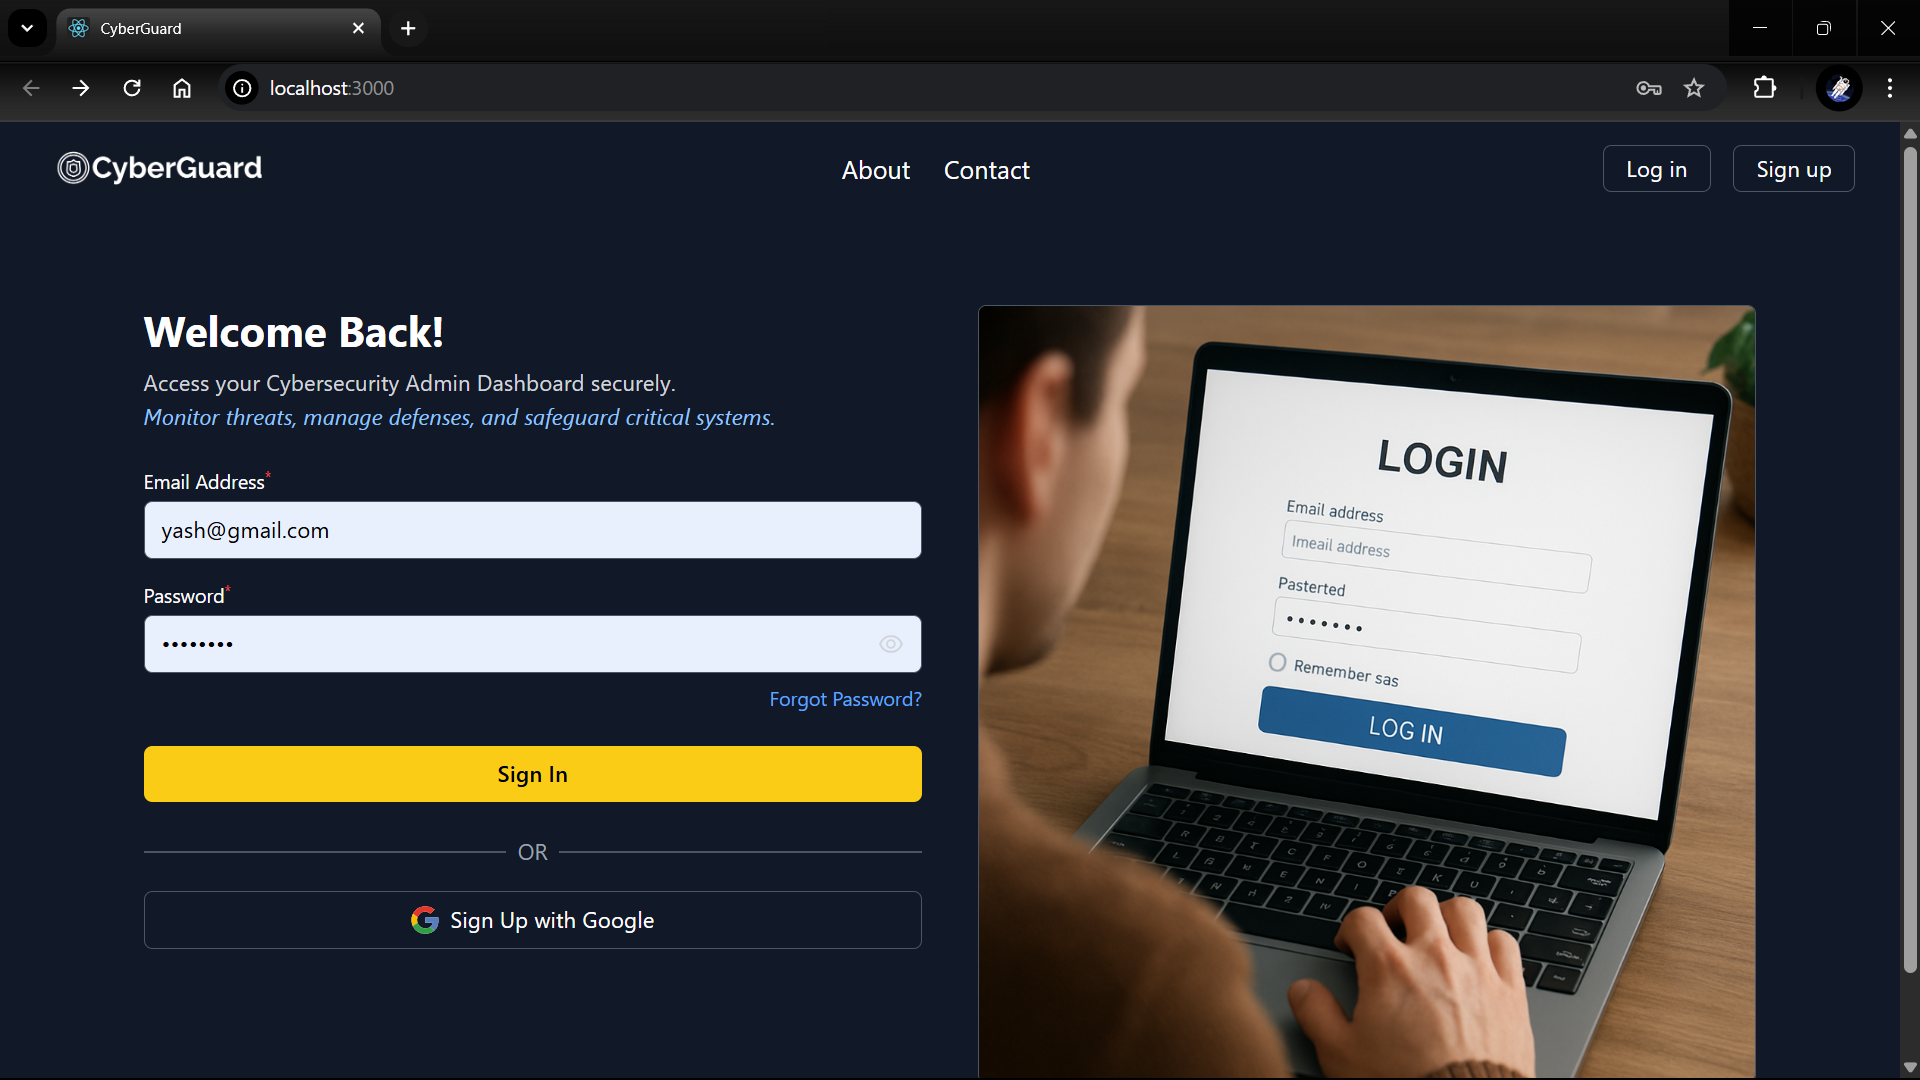 CyberGuard
localhost:3000
CyberGuard
About Contact
Log in
Sign up
Welcome Back!
Access your Cybersecurity Admin Dashboard securely.
Monitor threats, manage defenses, and safeguard critical systems.
Email Address*
yash@gmail.com
Password*
••••••••
Forgot Password?
Sign In
OR
Sign Up with Google
LOGIN
Email address
Imeail address
Pasterted
•••••••
Remember sas
LOG IN